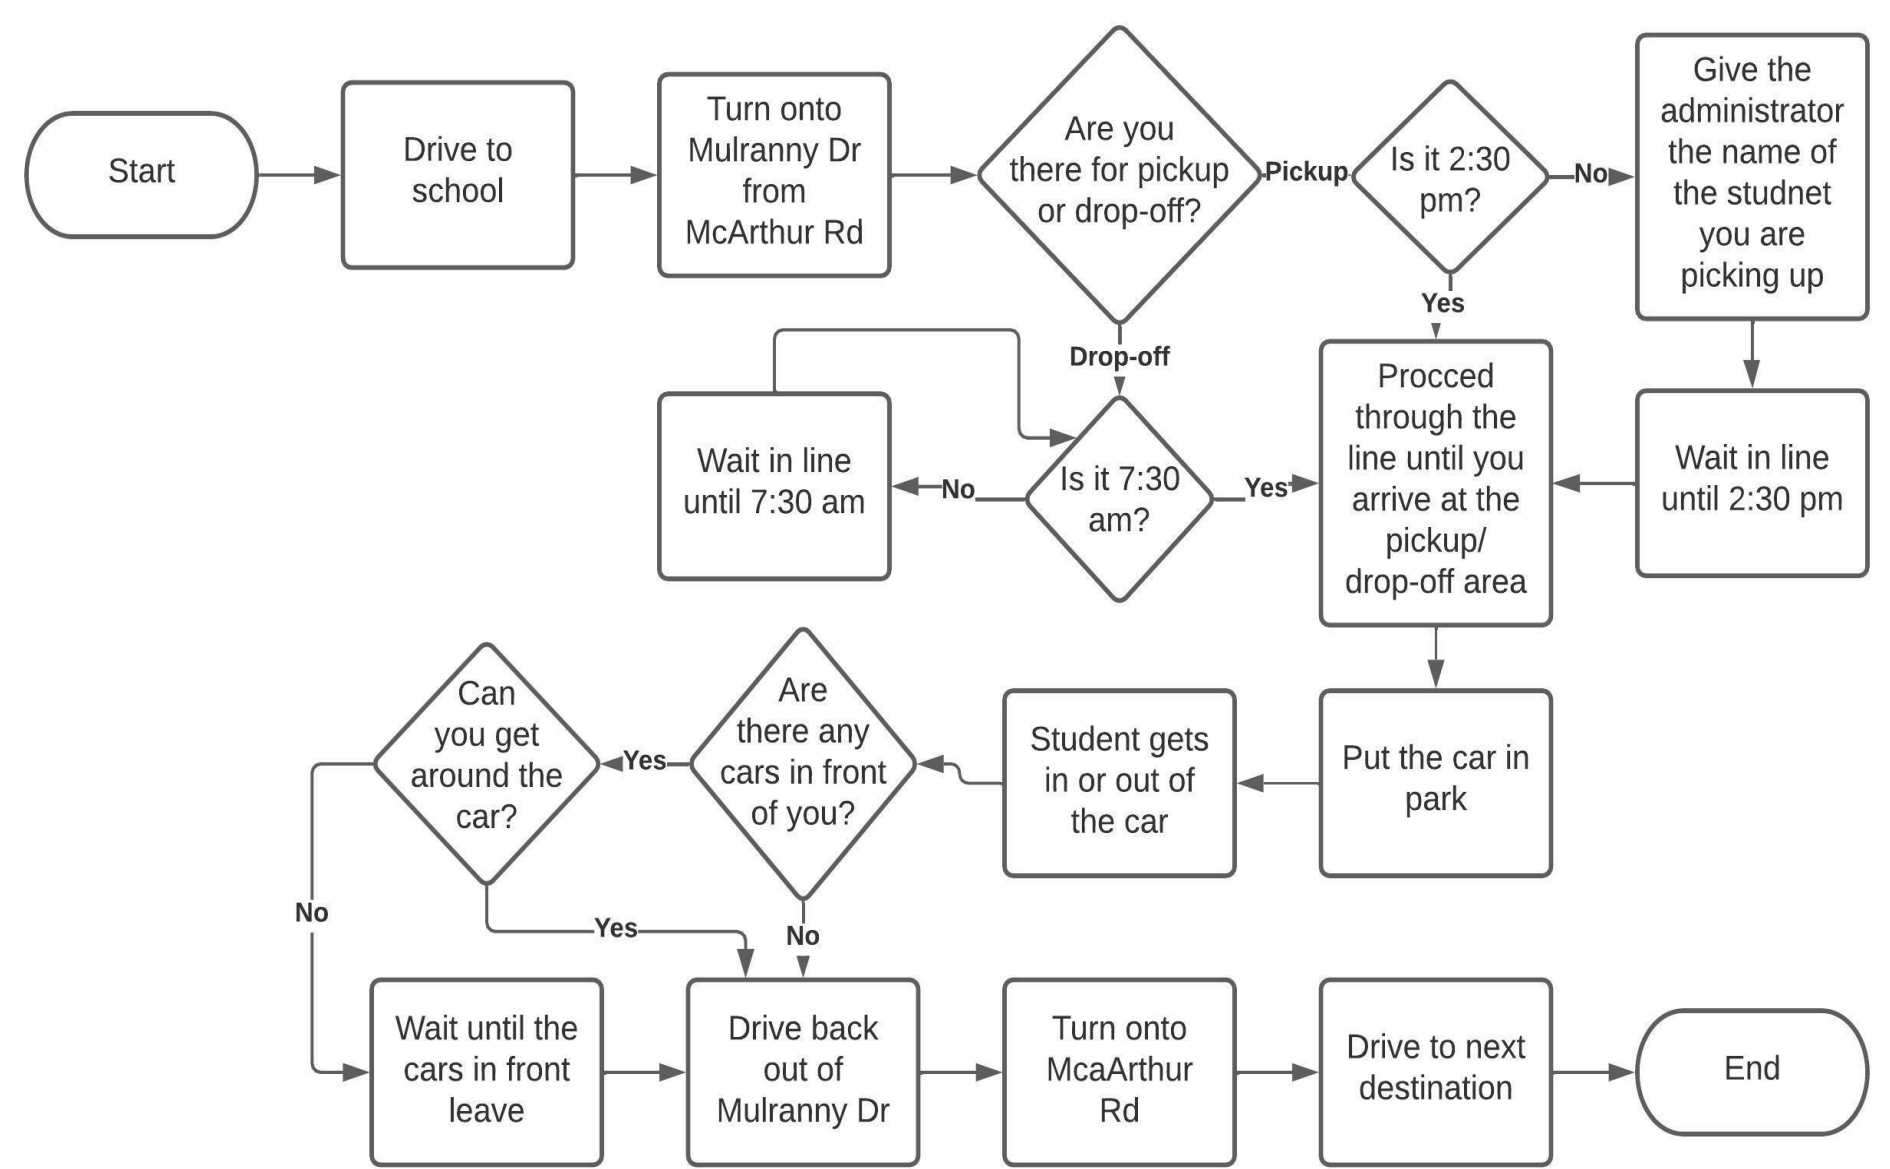 Start
Drive to
school
Turn onto
Mulranny Dr
from
McArthur Rd
Are you
there for pickup
or drop-off?
Pickup
Is it 2:30
pm?
No
Give the
administrator
the name of
the studnet
you are
picking up
Yes
Drop-off
Wait in line
until 7:30 am
No
Is it 7:30
am?
Yes
Procced
through the
line until you
arrive at the
pickup/
drop-off area
Wait in line
until 2:30 pm
Can
you get
around the
car?
Yes
Are
there any
cars in front
of you?
Student gets
in or out of
the car
Put the car in
park
No
Yes
No
Wait until the
cars in front
leave
Drive back
out of
Mulranny Dr
Turn onto
McaArthur
Rd
Drive to next
destination
End